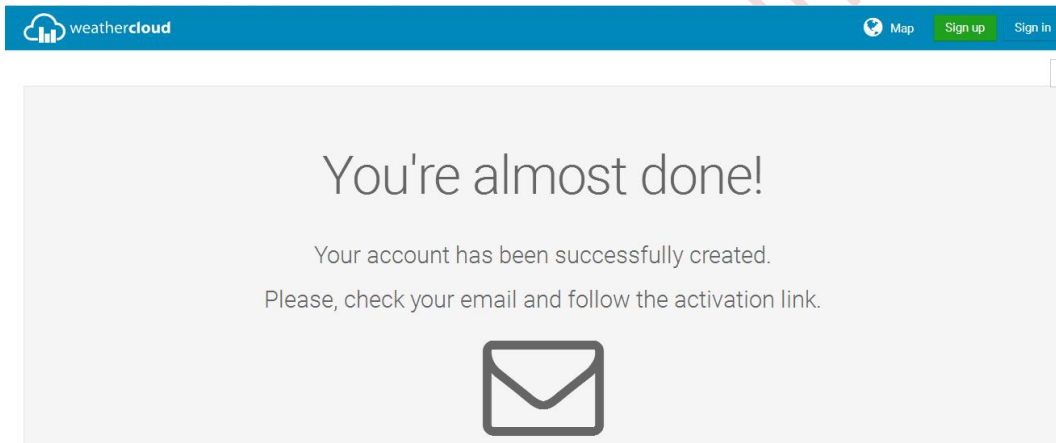 weathercloud
Map
Sign up
Sign in
You're almost done!
Your account has been successfully created.
Please, check your email and follow the activation link.